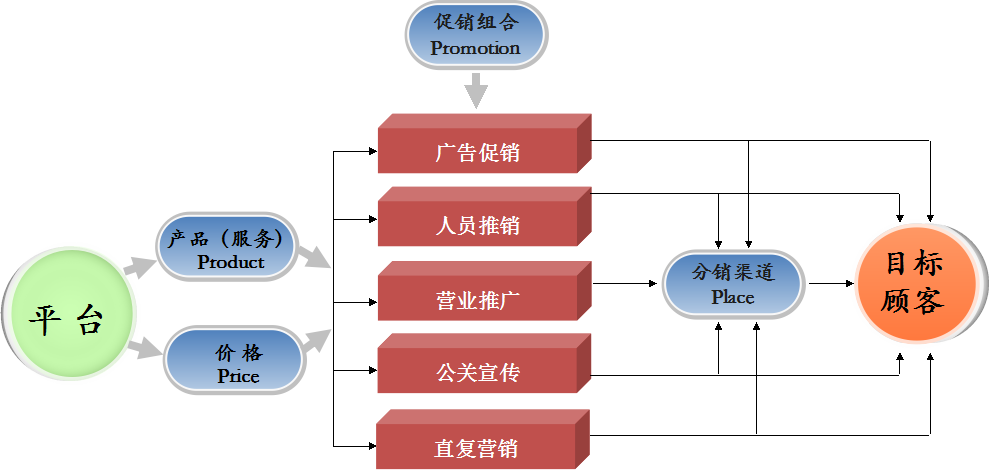 促销组合
Promotion
广告促销
人员推销
产品（服务）
Product
分销渠道
Place
目标
顾客
营业推广
平 台
价 格
Price
公关宣传
直复营销